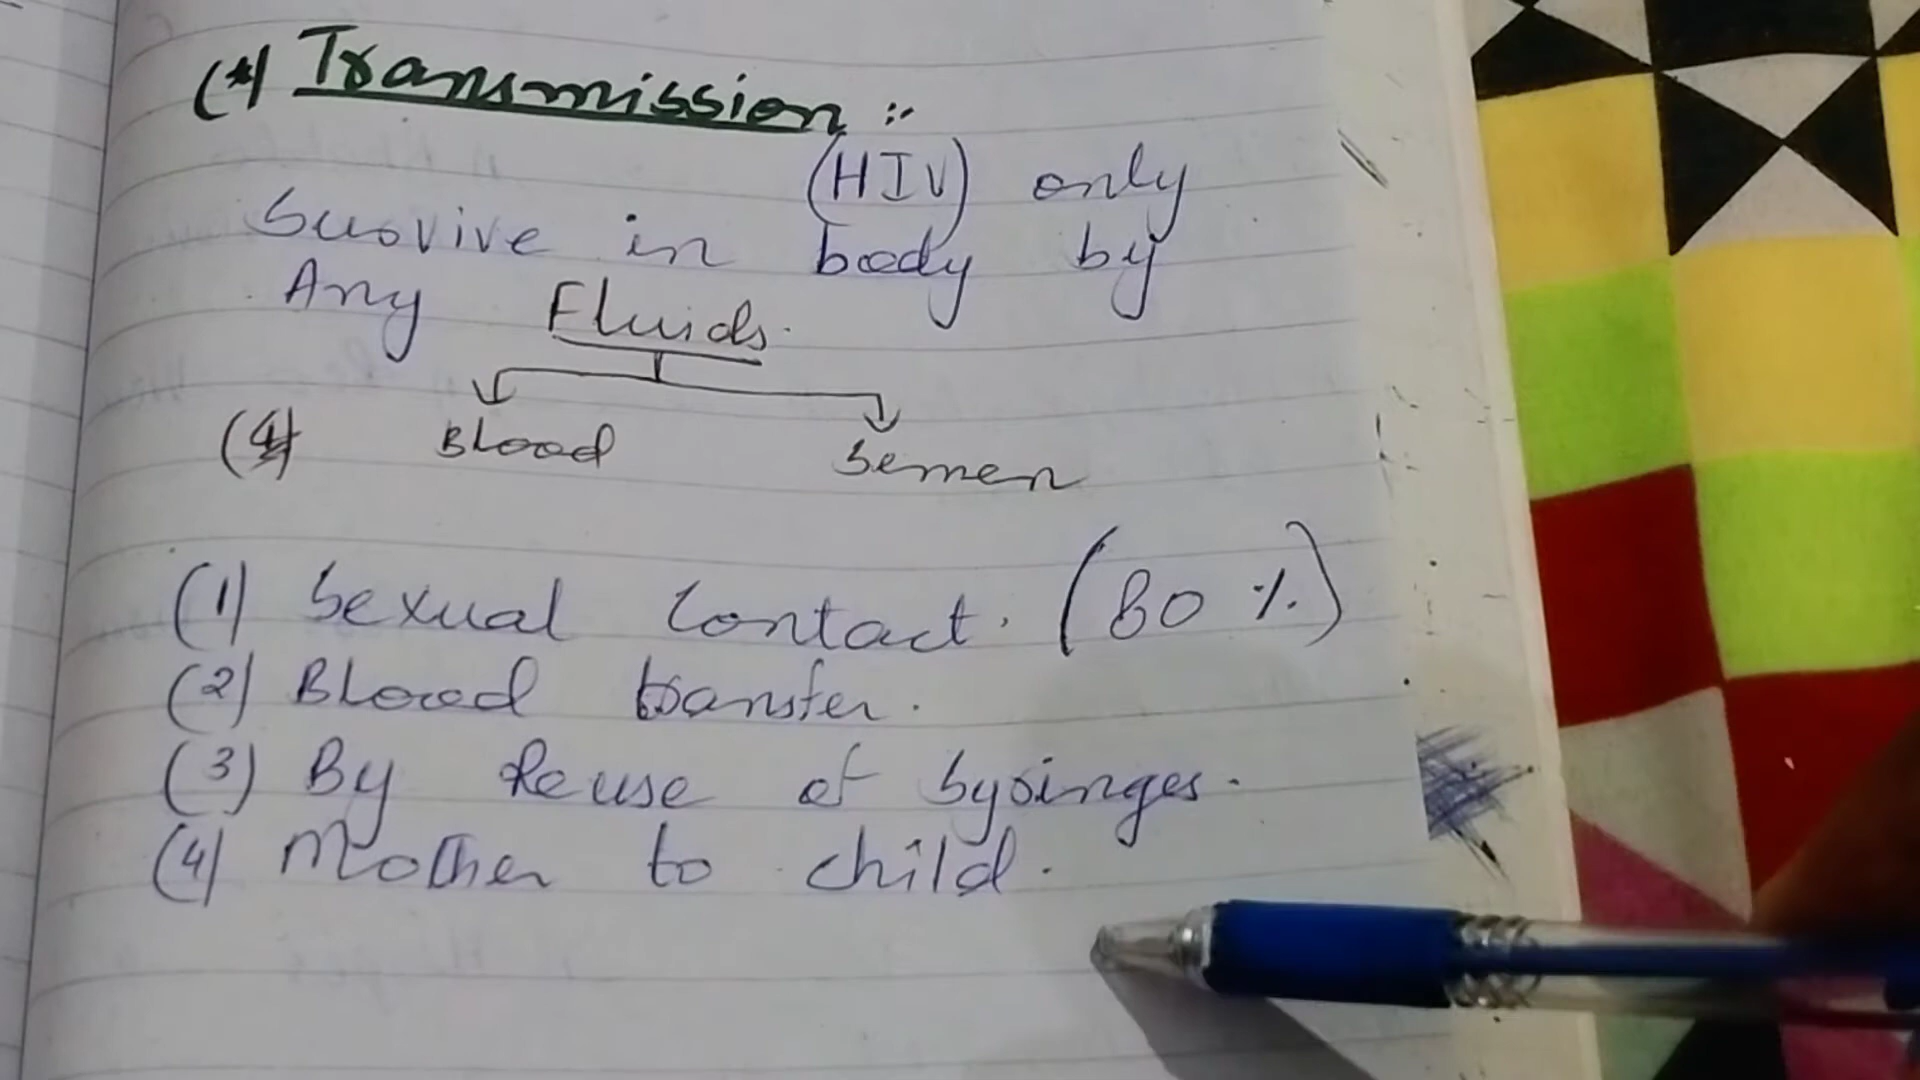 (*) Transmission :-
(HIV) only
Survive in body by
Any Fluids.
Blood Semen
(1) Sexual Contact. (80 %)
(2) Blood transfer.
(3) By Reuse of Syringes.
(4) Mother to child.